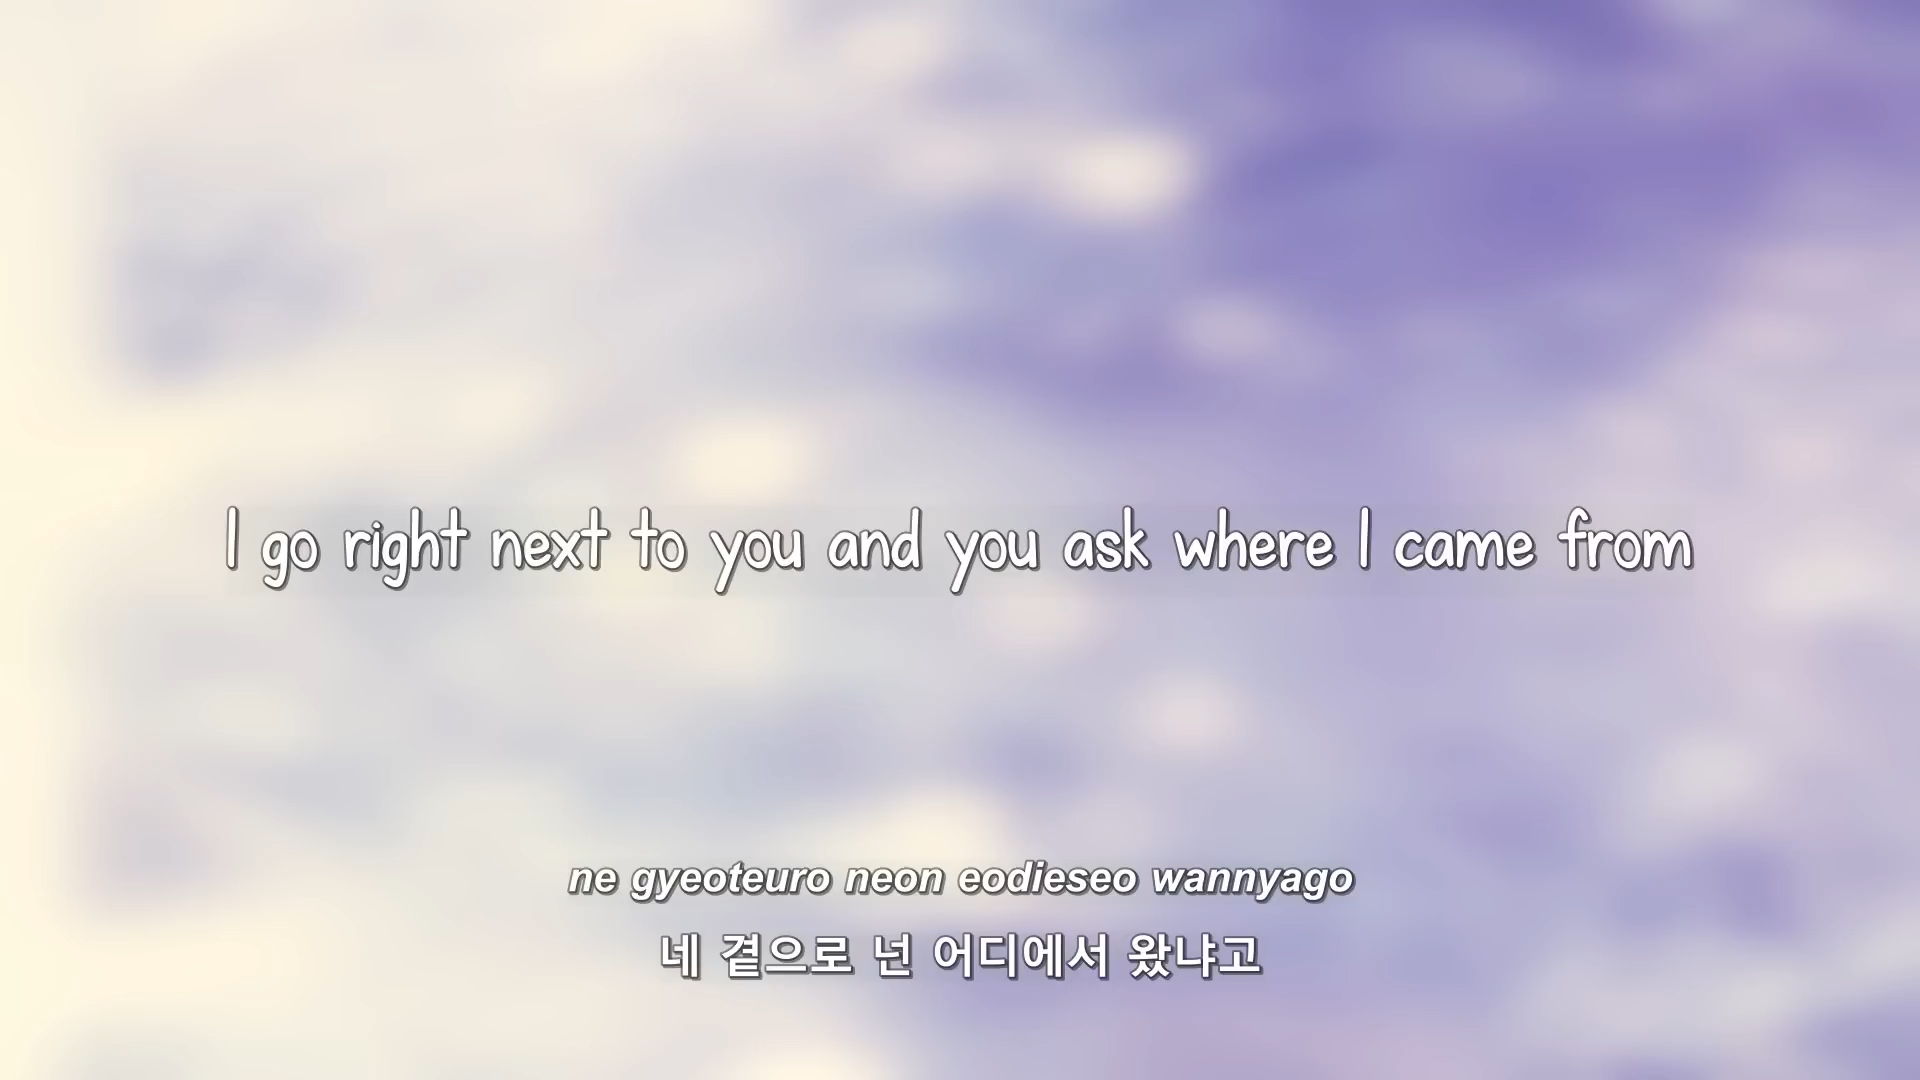 I go right next to you and you ask where I came from
ne gyeoteuro neon eodieseo wannyago
네 곁으로 넌 어디에서 왔냐고